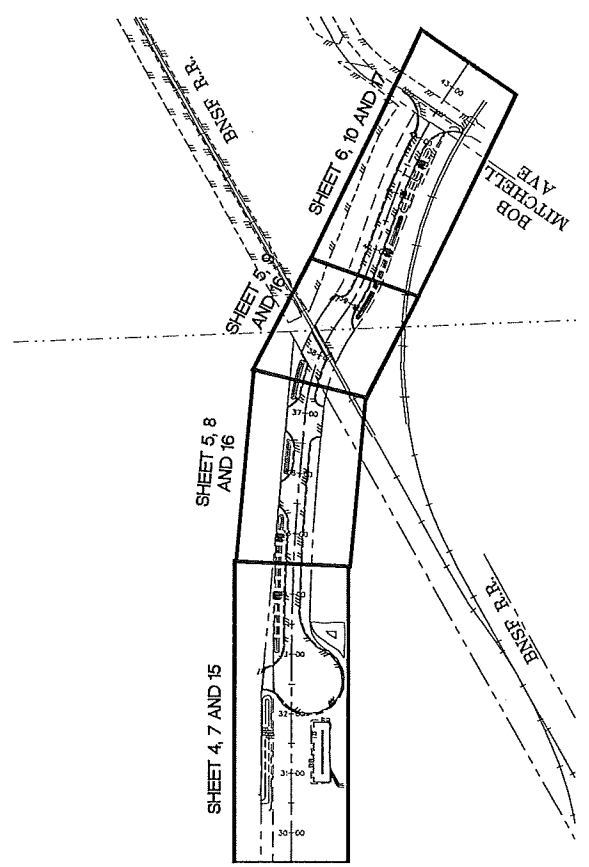 BNSF R.R.
43+00
SHEET 6, 10 AND 17
BOB
MITCHELL
AVE
SHEET 5, 9
AND 16
37+00
SHEET 5, 8
AND 16
BNSF R.R.
SHEET 4, 7 AND 15
32+00
31+00
30+00